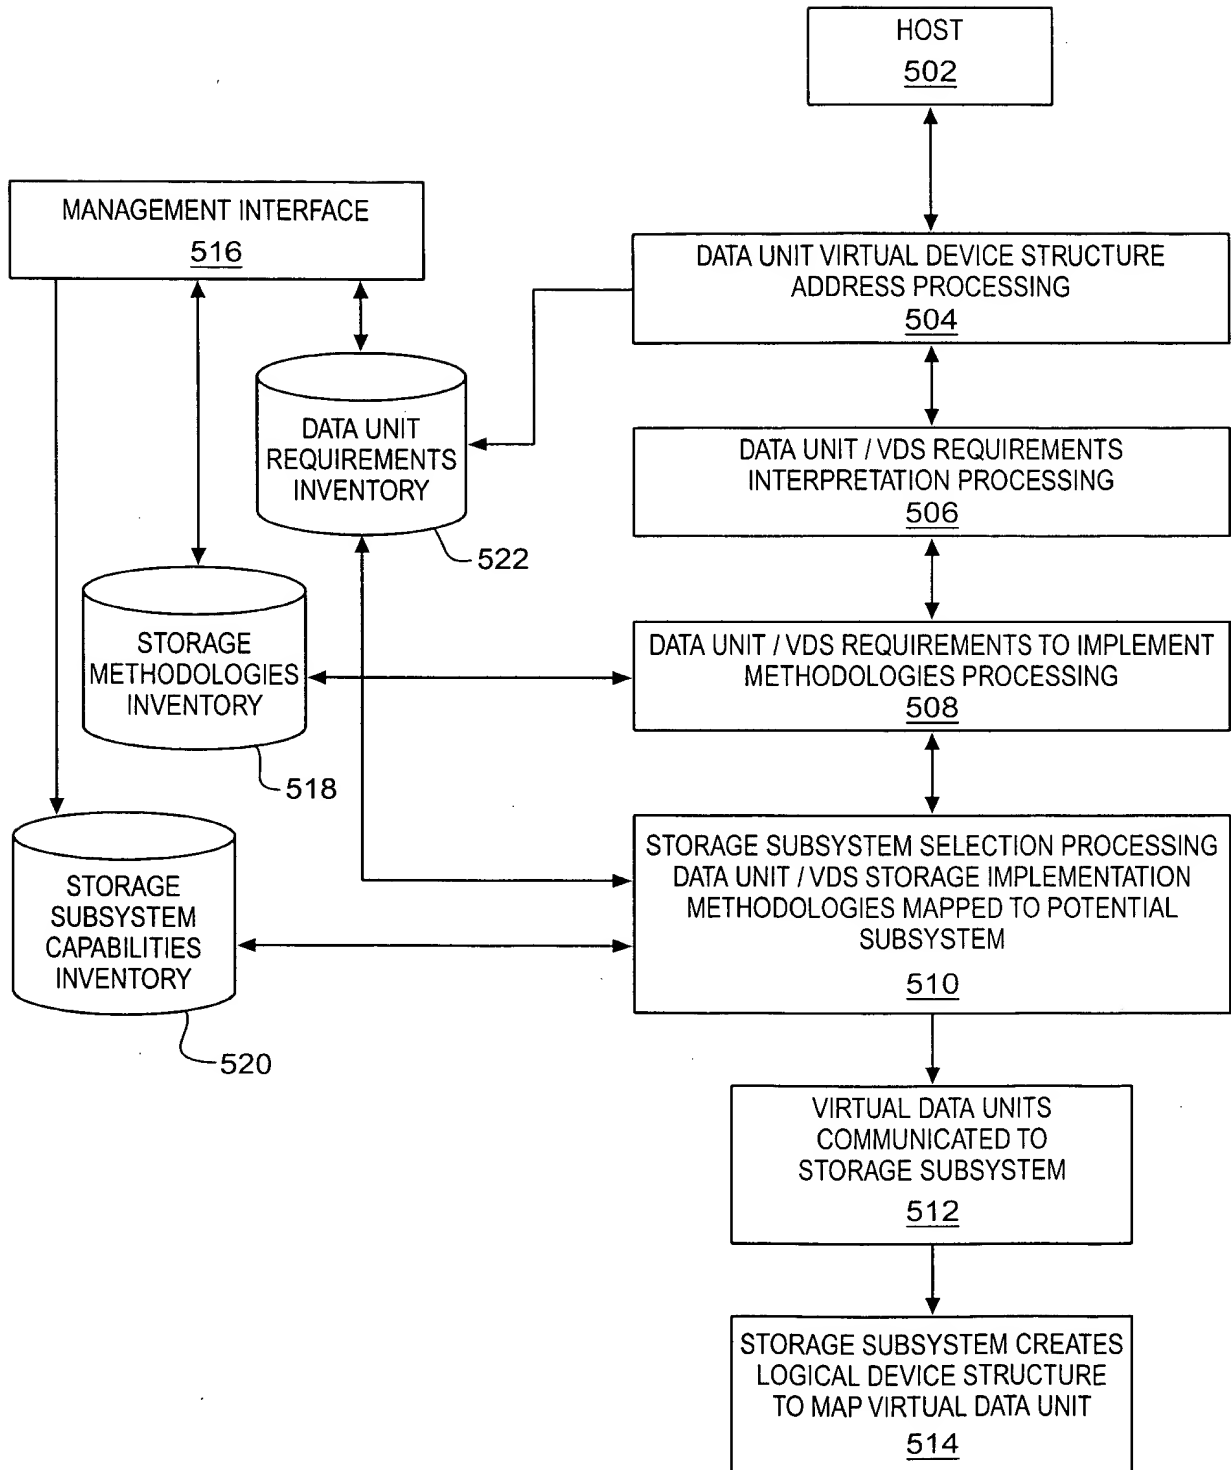 HOST
502
MANAGEMENT INTERFACE
516
DATA UNIT VIRTUAL DEVICE STRUCTURE
ADDRESS PROCESSING
504
DATA UNIT
REQUIREMENTS
INVENTORY
522
DATA UNIT / VDS REQUIREMENTS
INTERPRETATION PROCESSING
506
STORAGE
METHODOLOGIES
INVENTORY
518
DATA UNIT / VDS REQUIREMENTS TO IMPLEMENT
METHODOLOGIES PROCESSING
508
STORAGE
SUBSYSTEM
CAPABILITIES
INVENTORY
520
STORAGE SUBSYSTEM SELECTION PROCESSING
DATA UNIT / VDS STORAGE IMPLEMENTATION
METHODOLOGIES MAPPED TO POTENTIAL
SUBSYSTEM
510
VIRTUAL DATA UNITS
COMMUNICATED TO
STORAGE SUBSYSTEM
512
STORAGE SUBSYSTEM CREATES
LOGICAL DEVICE STRUCTURE
TO MAP VIRTUAL DATA UNIT
514